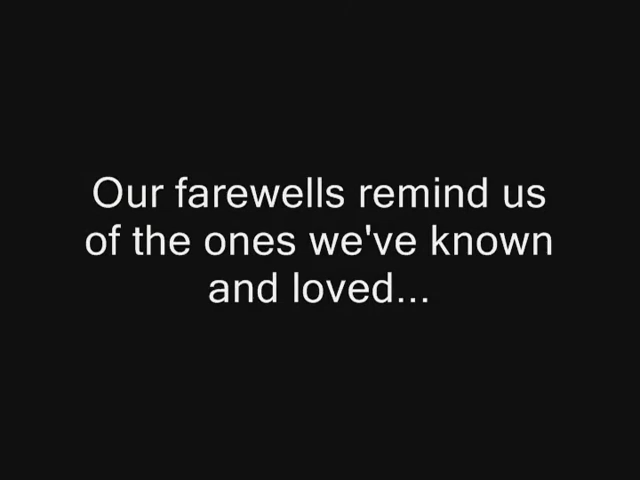 Our farewells remind us
of the ones we've known
and loved...